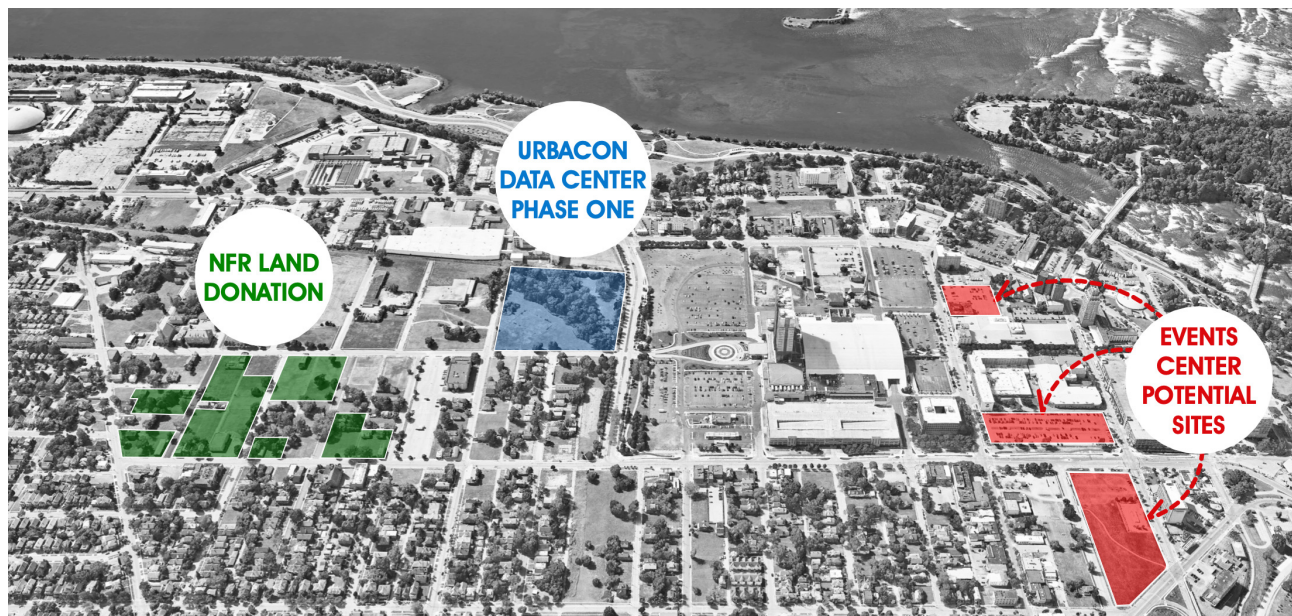 NFR LAND
DONATION
URBACON
DATA CENTER
PHASE ONE
EVENTS
CENTER
POTENTIAL
SITES